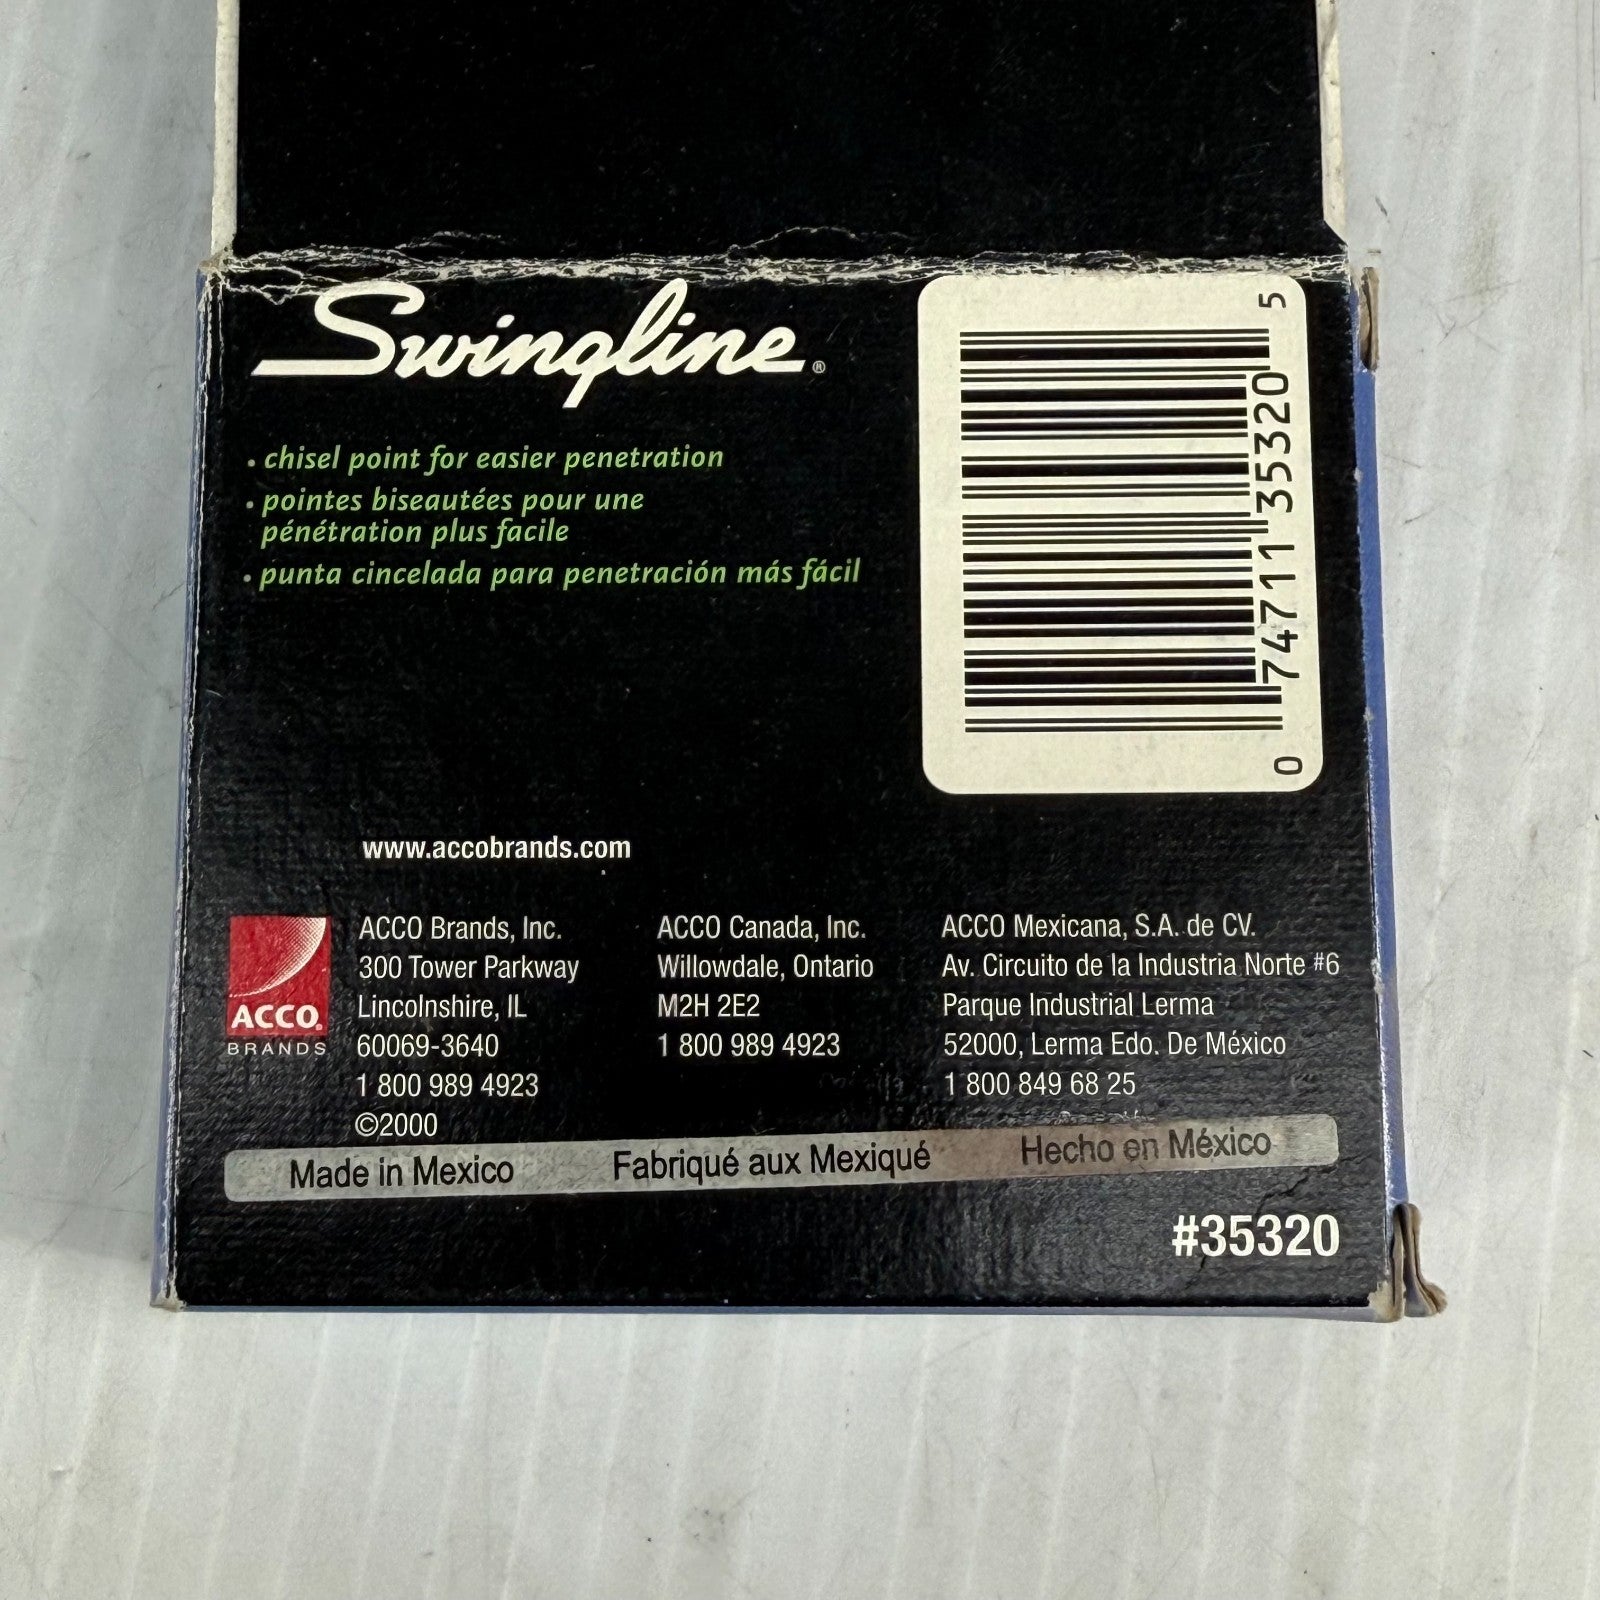 Swingline®
• chisel point for easier penetration
• pointes biseautées pour une
pénétration plus facile
• punta cincelada para penetración más fácil
0 74711 35320 5
www.accobrands.com
ACCO®
BRANDS
ACCO Brands, Inc.
300 Tower Parkway
Lincolnshire, IL
60069-3640
1 800 989 4923
©2000
ACCO Canada, Inc.
Willowdale, Ontario
M2H 2E2
1 800 989 4923
ACCO Mexicana, S.A. de CV.
Av. Circuito de la Industria Norte #6
Parque Industrial Lerma
52000, Lerma Edo. De México
1 800 849 68 25
Made in Mexico Fabriqué aux Mexiqué Hecho en México
#35320